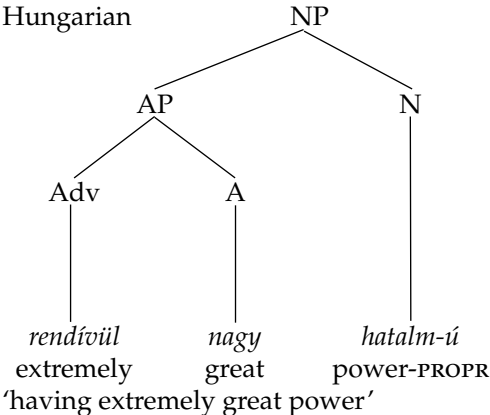 Hungarian NP
AP N
Adv A
rendívül nagy hatalm-ú
extremely great power-PROPR
‘having extremely great power’